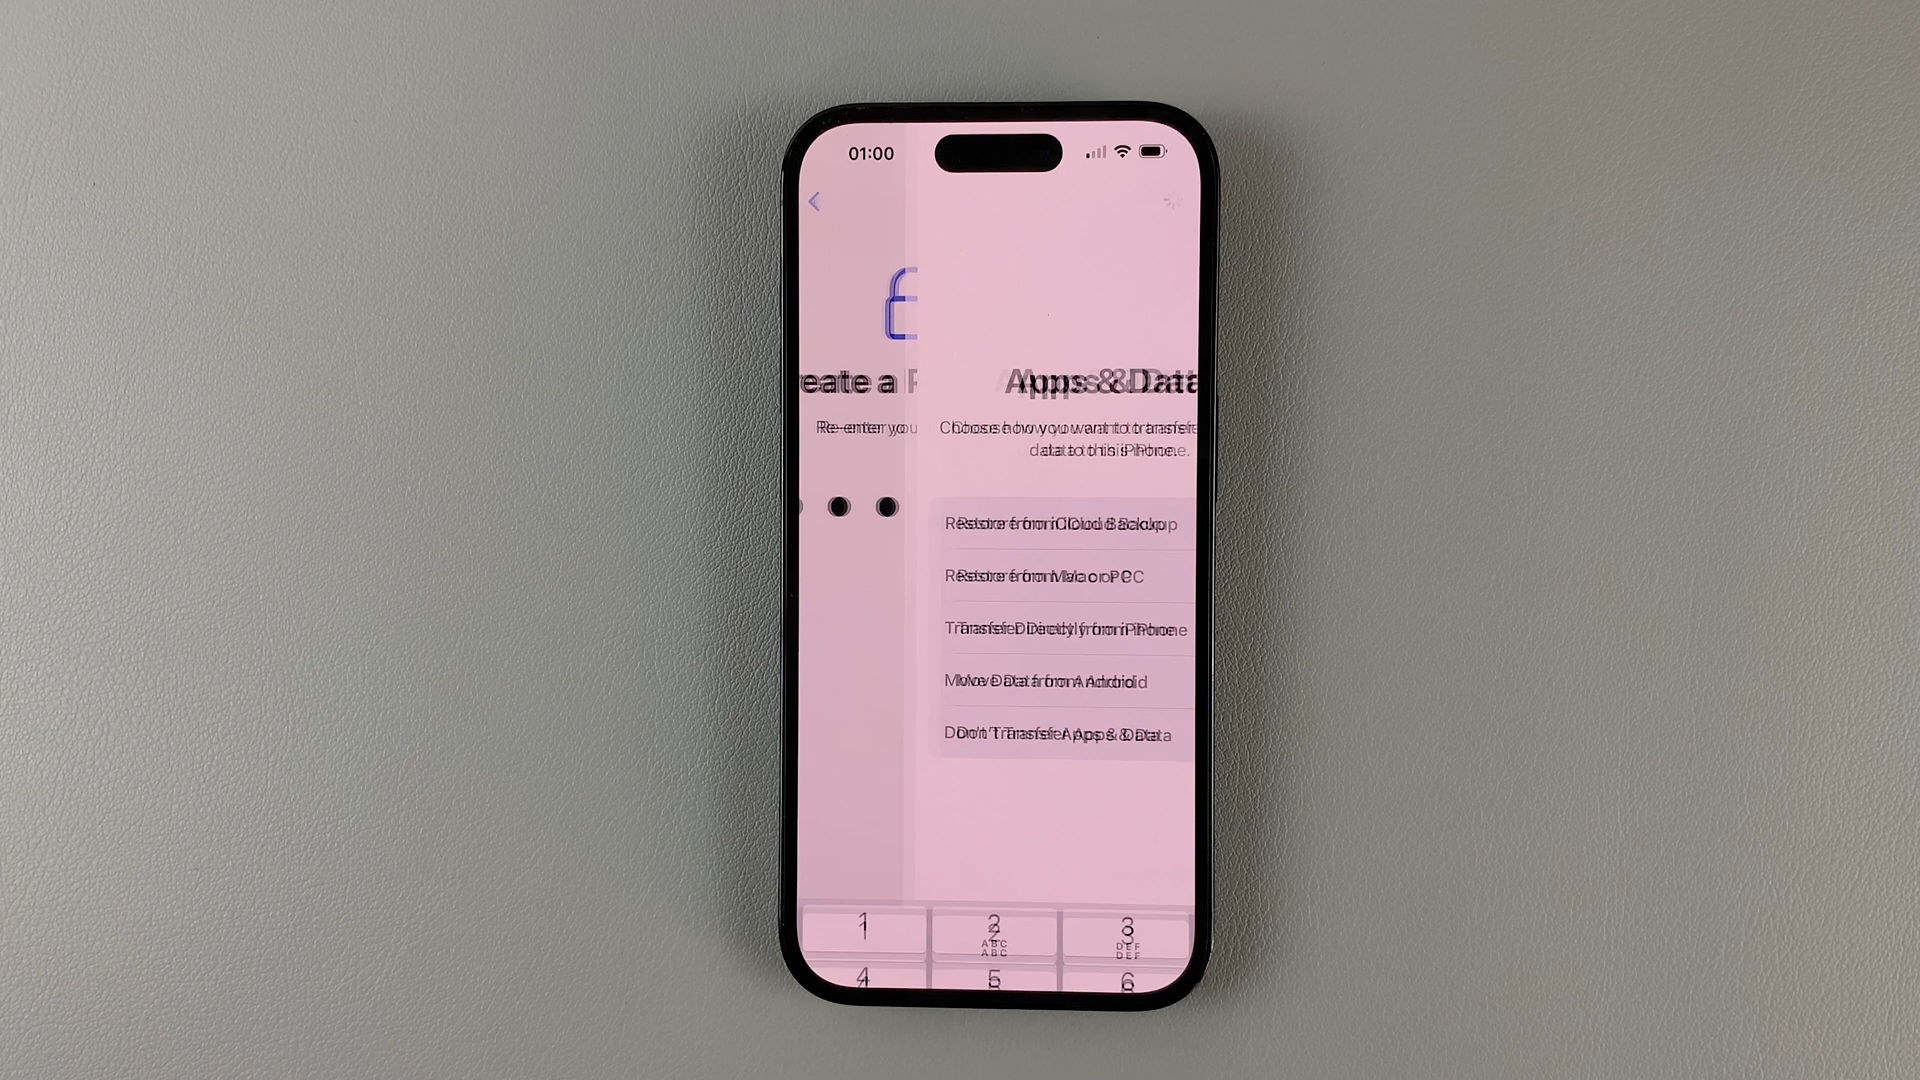 01:00
eate a P
Re-enter yo
Apps & Data
Choose how you want to transfer
data to this iPhone.
Restore from iCloud Backup
Restore from Mac or PC
Transfer Directly from iPhone
Move Data from Android
Don't Transfer Apps & Data
1
2
ABC
3
DEF
4
5
6